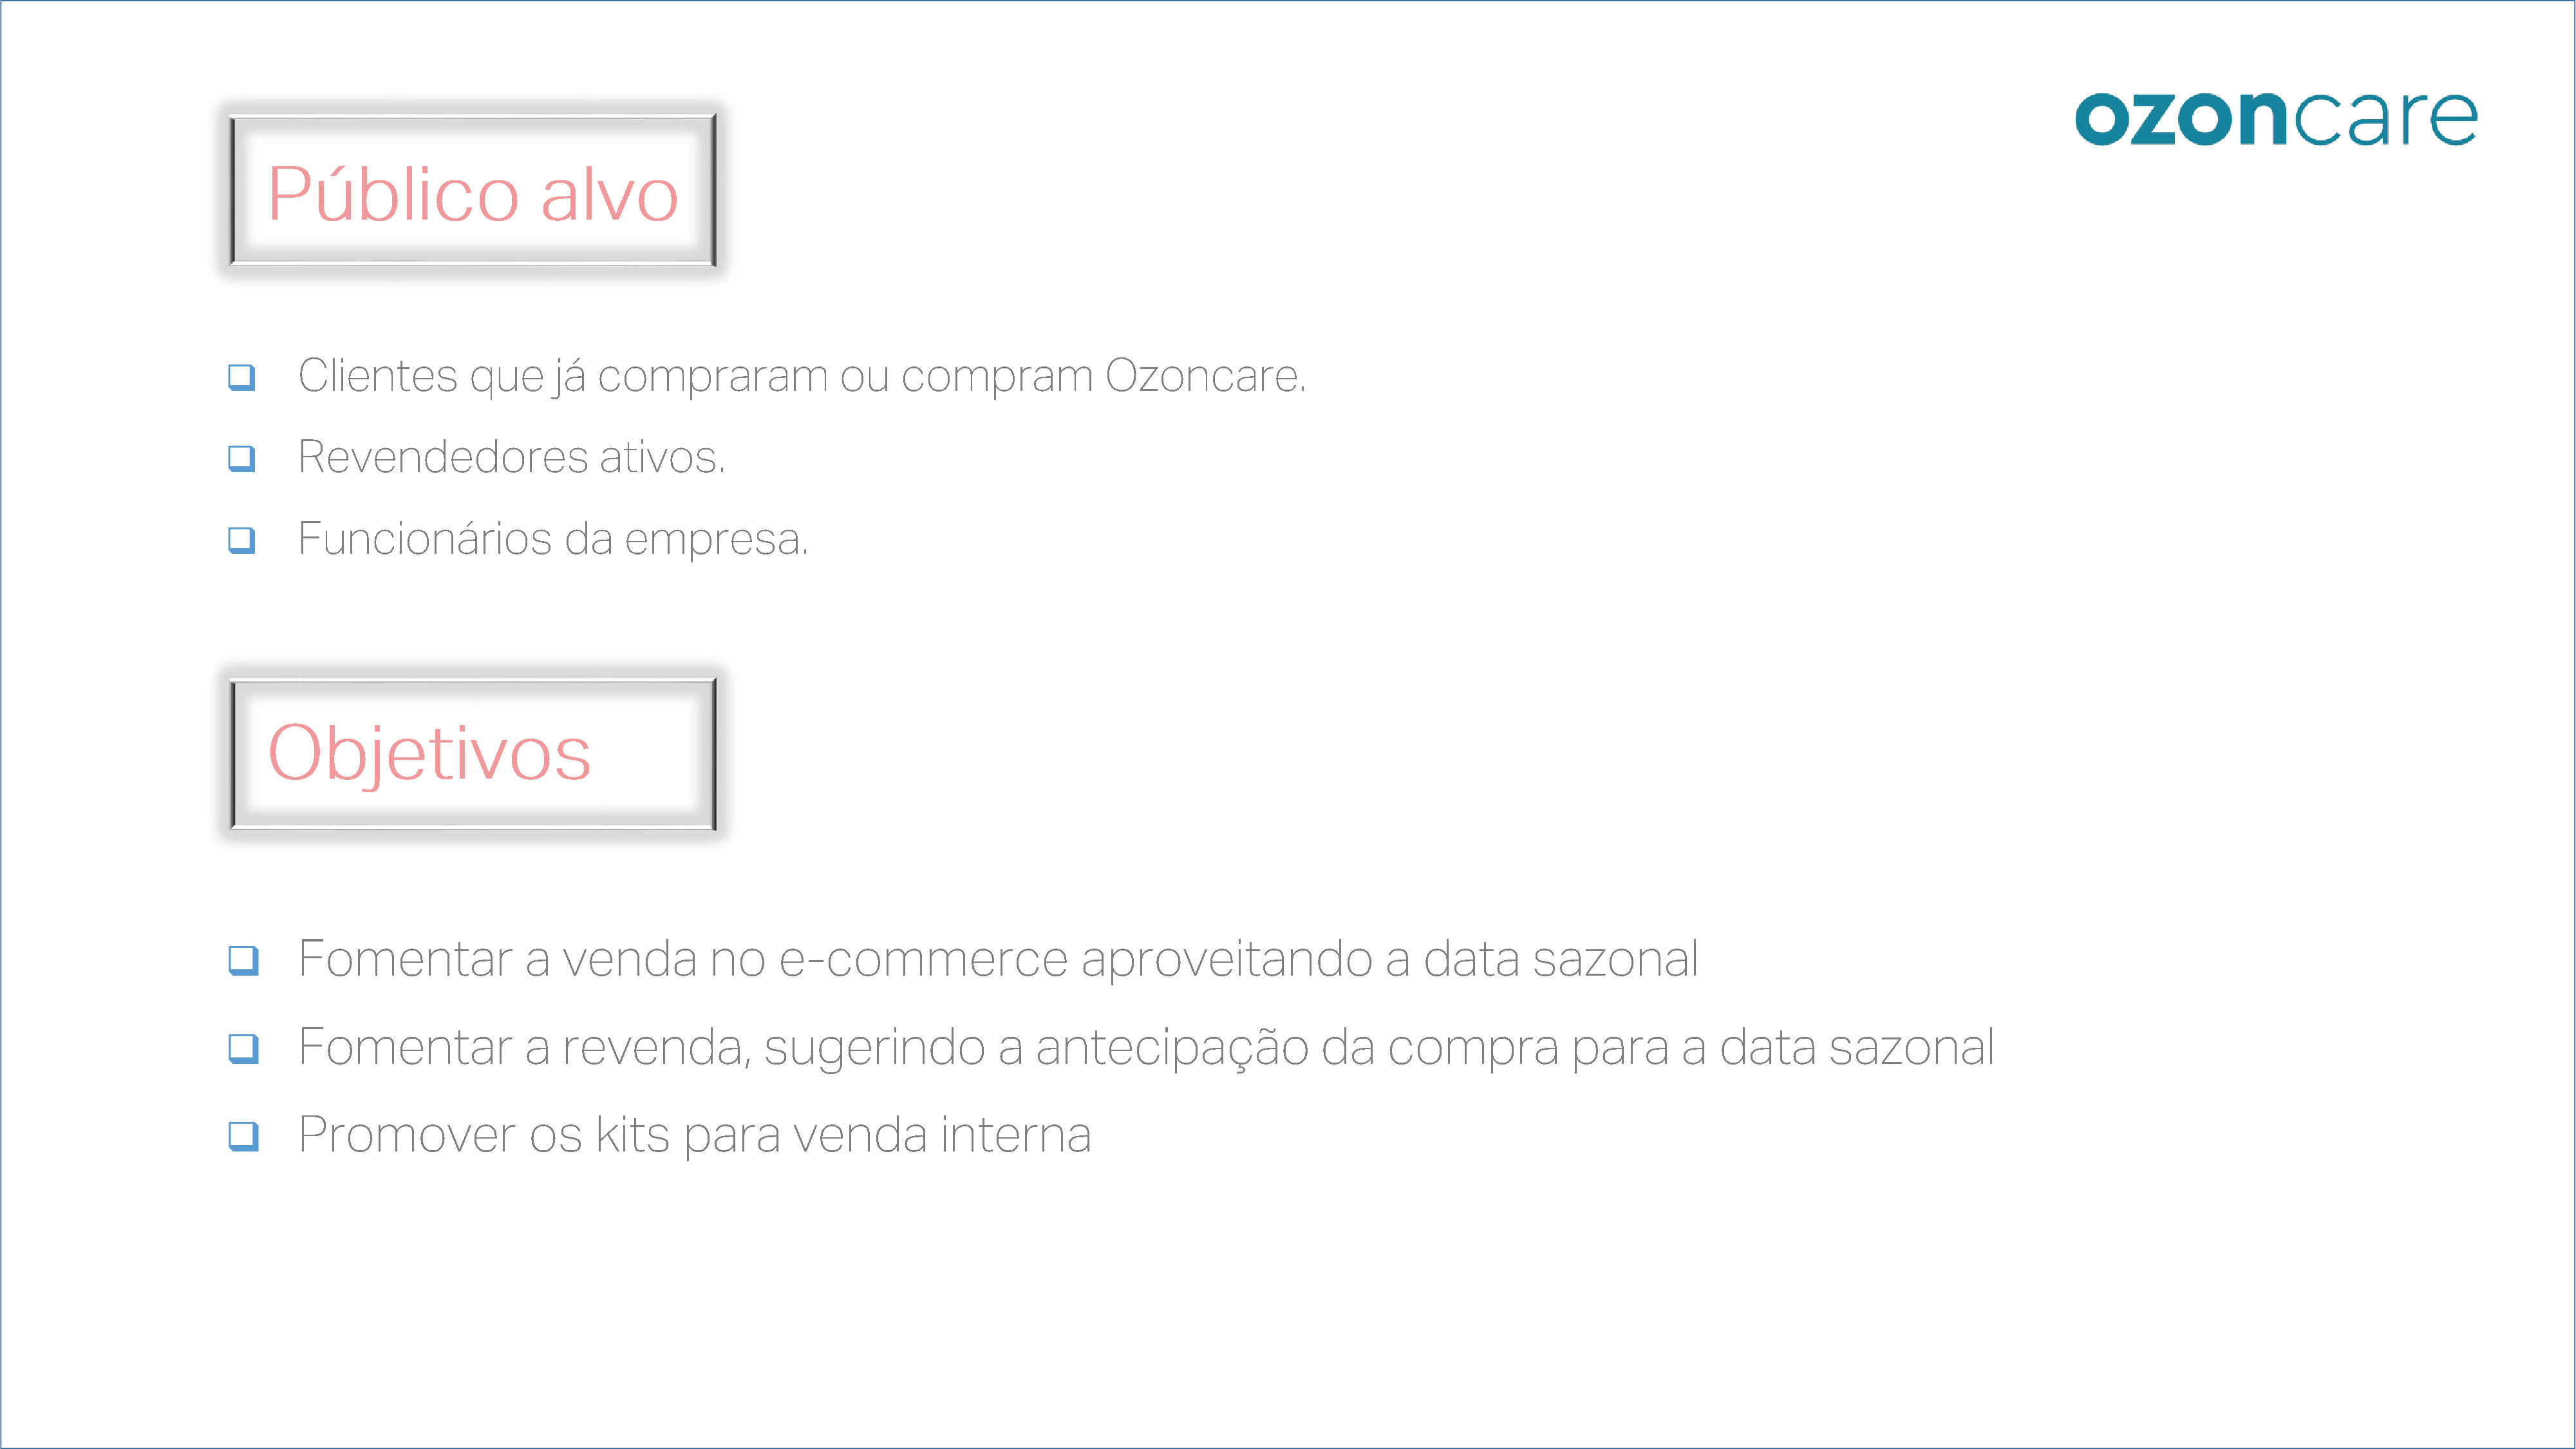 ozoncare
Público alvo
Clientes que já compraram ou compram Ozoncare.
Revendedores ativos.
Funcionários da empresa.
Objetivos
Fomentar a venda no e-commerce aproveitando a data sazonal
Fomentar a revenda, sugerindo a antecipação da compra para a data sazonal
Promover os kits para venda interna